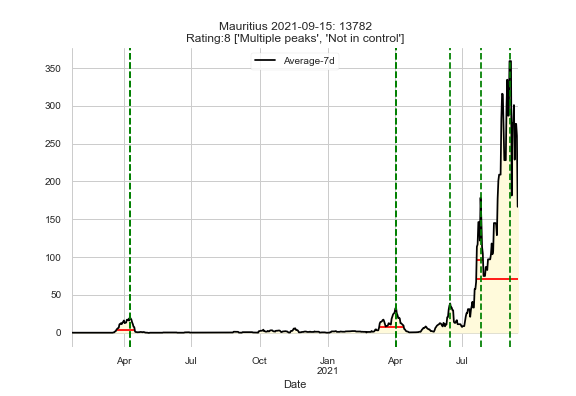 Mauritius 2021-09-15: 13782
Rating:8 ['Multiple peaks', 'Not in control']
Average-7d
350
300
250
200
150
100
50
0
Apr
Jul
Oct
Jan
2021
Apr
Jul
Date